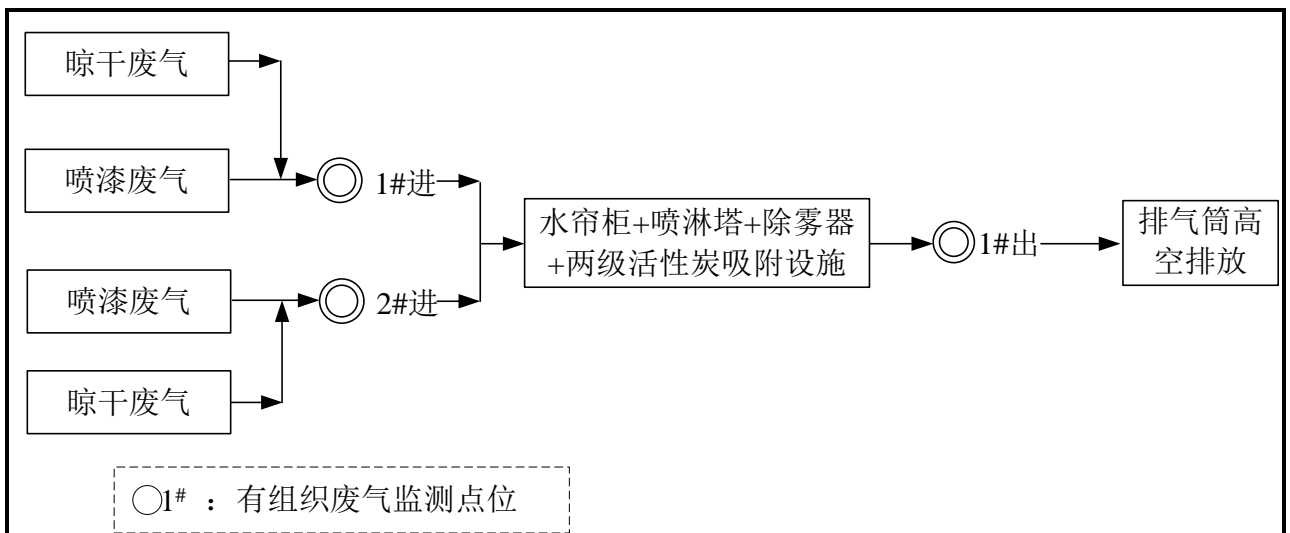 晾干废气
喷漆废气
1#进
水帘柜+喷淋塔+除雾器
+两级活性炭吸附设施
1#出
排气筒高
空排放
喷漆废气
2#进
晾干废气
1#：有组织废气监测点位